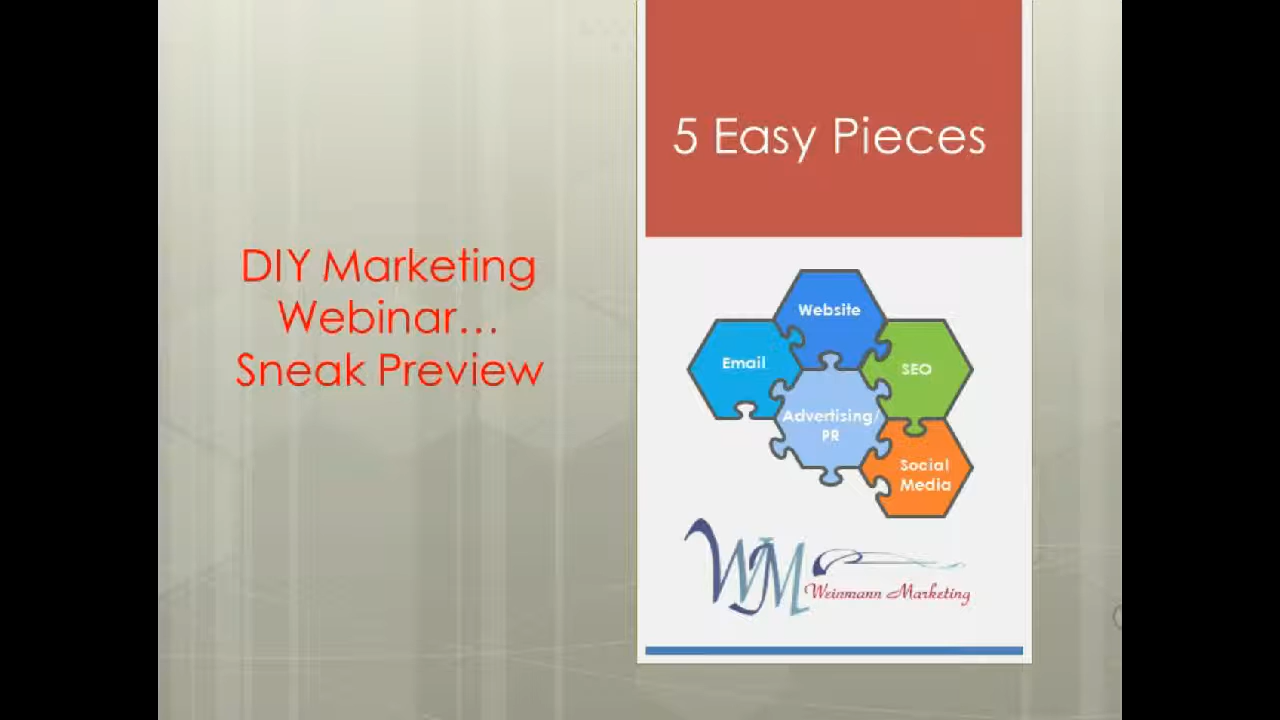 5 Easy Pieces
DIY Marketing
Webinar…
Sneak Preview
Website
Email
SEO
Advertising/
PR
Social
Media
WM
Weinmann Marketing